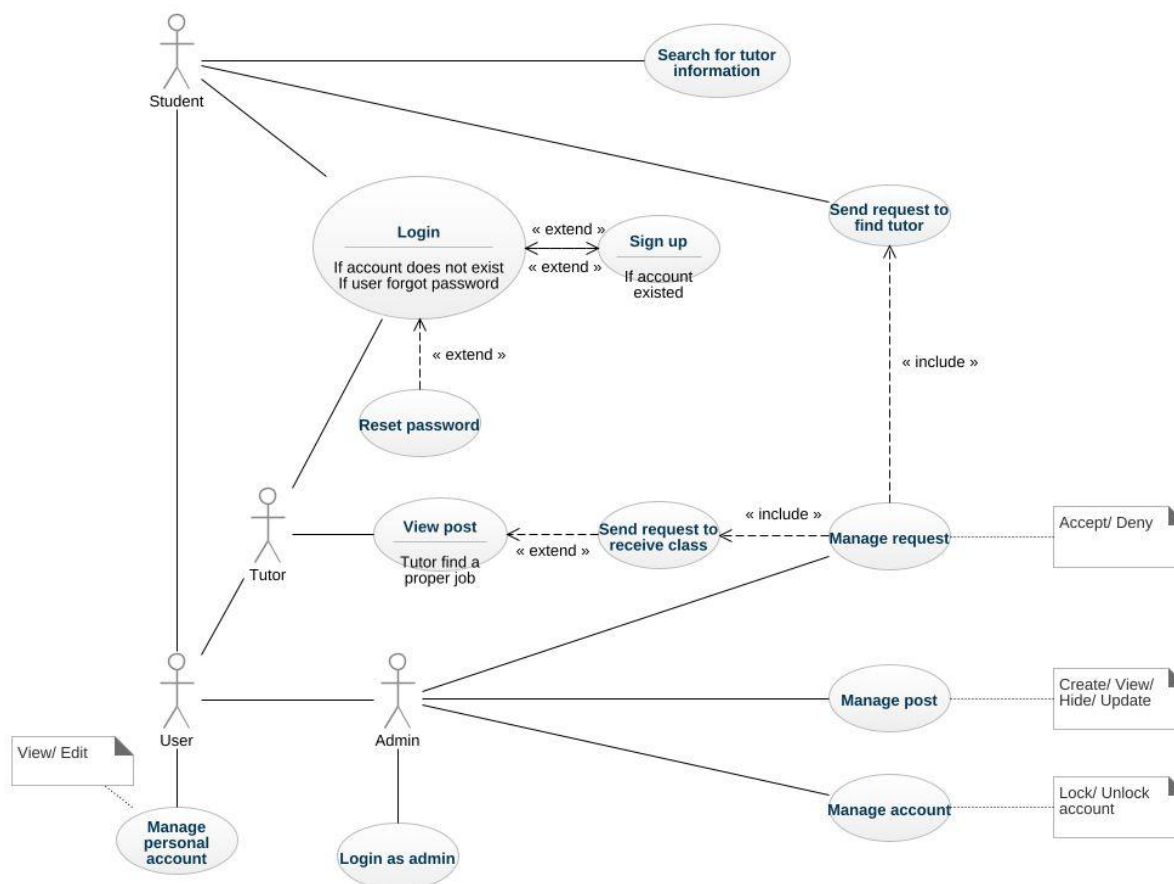 Search for tutor
information
Student
Send request to
find tutor
Login
If account does not exist
If user forgot password
« extend »
« extend »
Sign up
If account
existed
« include »
« extend »
Reset password
View post
Tutor find a
proper job
« extend »
Send request to
receive class
« include »
Manage request
Accept/ Deny
Tutor
User
Admin
Manage post
Create/ View/
Hide/ Update
View/ Edit
Manage
personal
account
Login as admin
Manage account
Lock/ Unlock
account